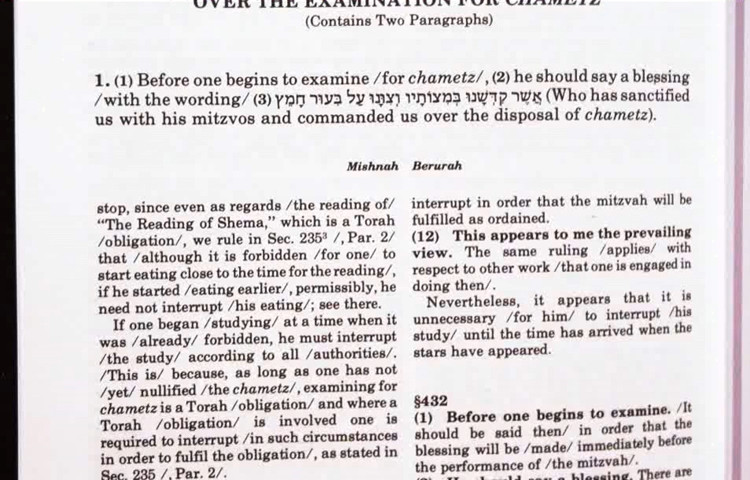 OVER THE EXAMINATION FOR CHAMETZ
(Contains Two Paragraphs)
1. (1) Before one begins to examine /for chametz/, (2) he should say a blessing
/with the wording/ (3) אֲשֶׁר קִדְּשָׁנוּ בְּמִצְוֹתָיו וְצִוָּנוּ עַל בִּעוּר חָמֵץ (Who has sanctified
us with his mitzvos and commanded us over the disposal of chametz).
Mishnah Berurah
stop, since even as regards /the reading of/
"The Reading of Shema," which is a Torah
/obligation/, we rule in Sec. 235³ /, Par. 2/
that /although it is forbidden /for one/ to
start eating close to the time for the reading/,
if he started /eating earlier/, permissibly, he
need not interrupt /his eating/; see there.
If one began /studying/ at a time when it
was /already/ forbidden, he must interrupt
/the study/ according to all /authorities/.
/This is/ because, as long as one has not
/yet/ nullified /the chametz/, examining for
chametz is a Torah /obligation/ and where a
Torah /obligation/ is involved one is
required to interrupt /in such circumstances
in order to fulfil the obligation/, as stated in
Sec. 235 /, Par. 2/.
interrupt in order that the mitzvah will be
fulfilled as ordained.
(12) This appears to me the prevailing
view. The same ruling /applies/ with
respect to other work /that one is engaged in
doing then/.
Nevertheless, it appears that it is
unnecessary /for him/ to interrupt /his
study/ until the time has arrived when the
stars have appeared.
§432
(1) Before one begins to examine. /It
should be said then/ in order that the
blessing will be /made/ immediately before
the performance of /the mitzvah/.
(2) He should say a blessing. There are